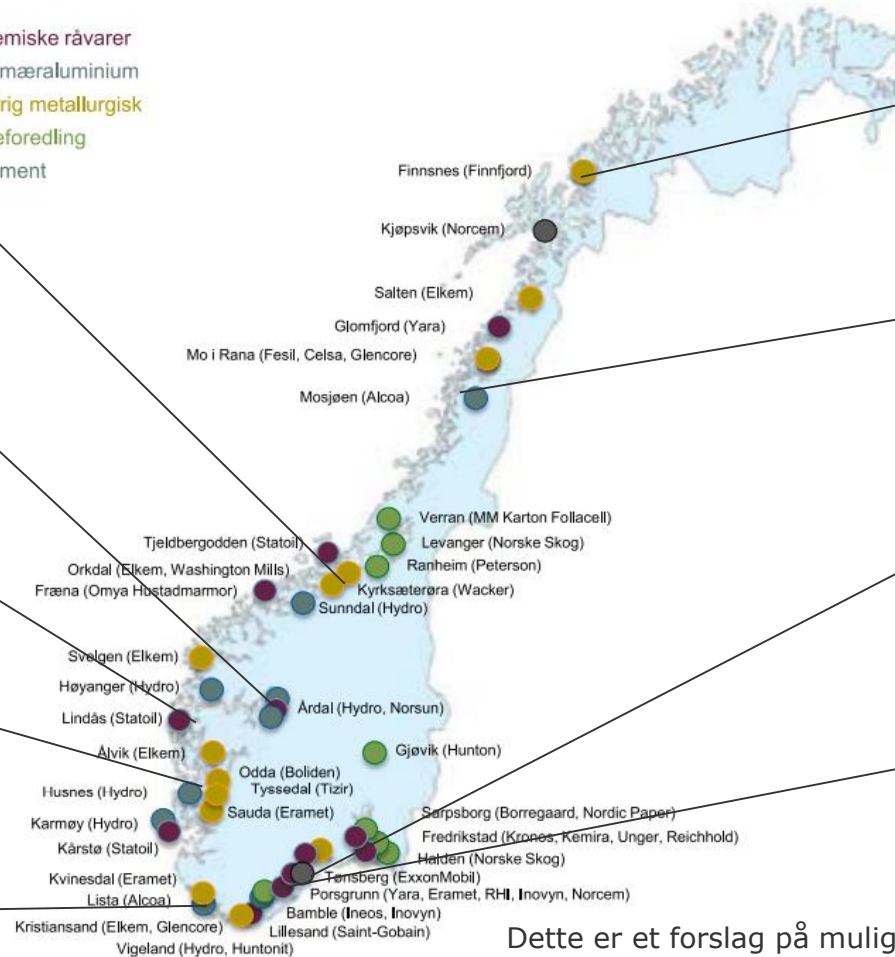 emiske råvarer
mæraluminium
rig metallurgisk
eforedling
ment
Finnsnes (Finnfjord)
Kjøpsvik (Norcem)
Salten (Elkem)
Glomfjord (Yara)
Mo i Rana (Fesil, Celsa, Glencore)
Mosjøen (Alcoa)
Verran (MM Karton Follacell)
Tjeldbergodden (Statoil)
Levanger (Norske Skog)
Orkdal (Elkem, Washington Mills)
Ranheim (Peterson)
Fræna (Omya Hustadmarmor)
Kyrksæterøra (Wacker)
Sunndal (Hydro)
Svelgen (Elkem)
Høyanger (Hydro)
Årdal (Hydro, Norsun)
Lindås (Statoil)
Ålvik (Elkem)
Gjøvik (Hunton)
Odda (Boliden)
Tyssedal (Tizir)
Husnes (Hydro)
Sauda (Eramet)
Sarpsborg (Borregaard, Nordic Paper)
Karmøy (Hydro)
Fredrikstad (Kronos, Kemira, Unger, Reichhold)
Kårstø (Statoil)
Halden (Norske Skog)
Tønsberg (ExxonMobil)
Kvinesdal (Eramet)
Porsgrunn (Yara, Eramet, RHI, Inovyn, Norcem)
Lista (Alcoa)
Bamble (Ineos, Inovyn)
Kristiansand (Elkem, Glencore)
Lillesand (Saint-Gobain)
Vigeland (Hydro, Huntonit)
Dette er et forslag på mulig